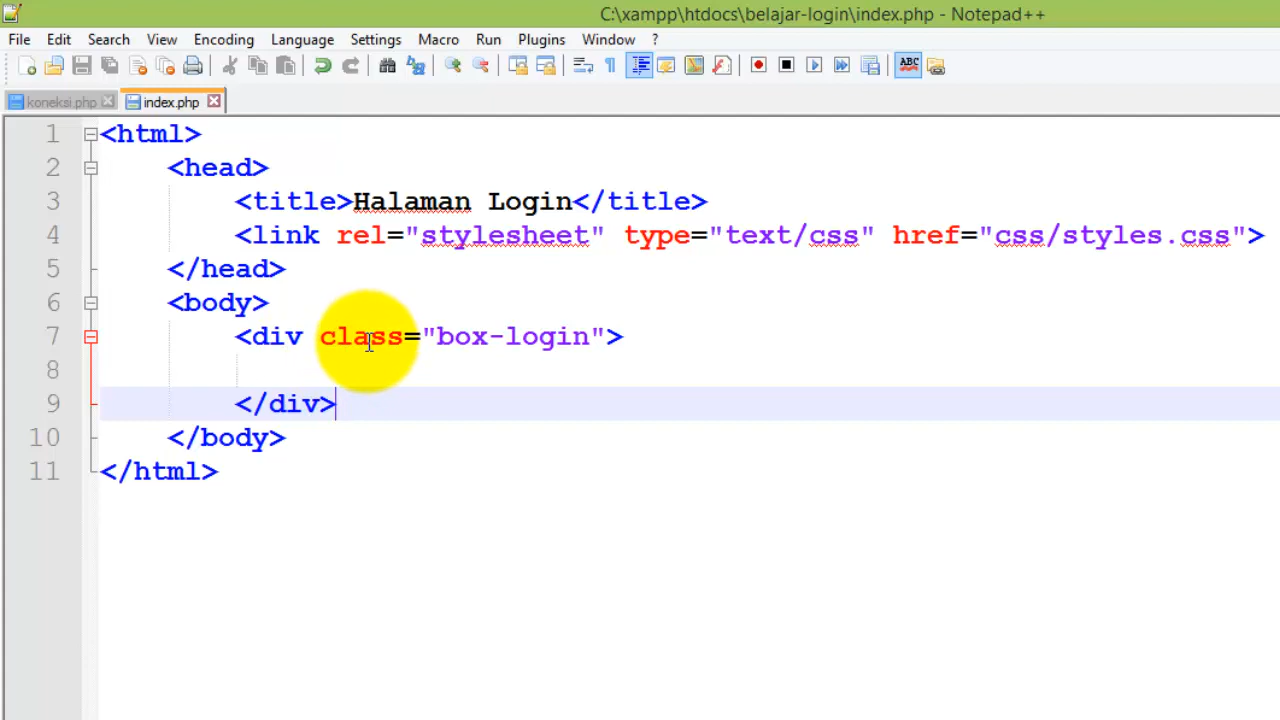 C:\xampp\htdocs\belajar-login\index.php - Notepad++
File Edit Search View Encoding Language Settings Macro Run Plugins Window ?
ABC
koneksi.php index.php
1 <html>
2 <head>
3 <title>Halaman Login</title>
4 <link rel="stylesheet" type="text/css" href="css/styles.css">
5 </head>
6 <body>
7 <div class="box-login">
8
9 </div>
10 </body>
11 </html>